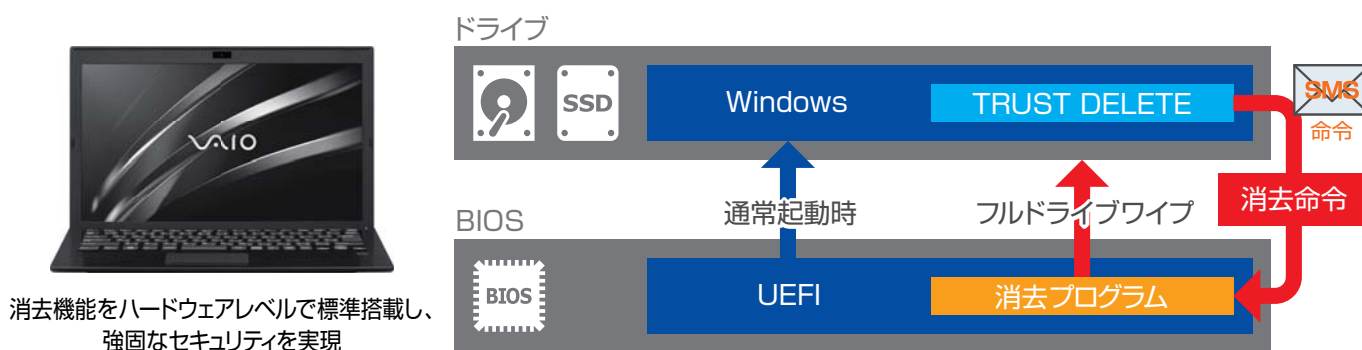 VAIO
消去機能をハードウェアレベルで標準搭載し、
強固なセキュリティを実現
ドライブ
SSD
Windows
TRUST DELETE
SMS
命令
通常起動時
フルドライブワイプ
消去命令
BIOS
BIOS
UEFI
消去プログラム